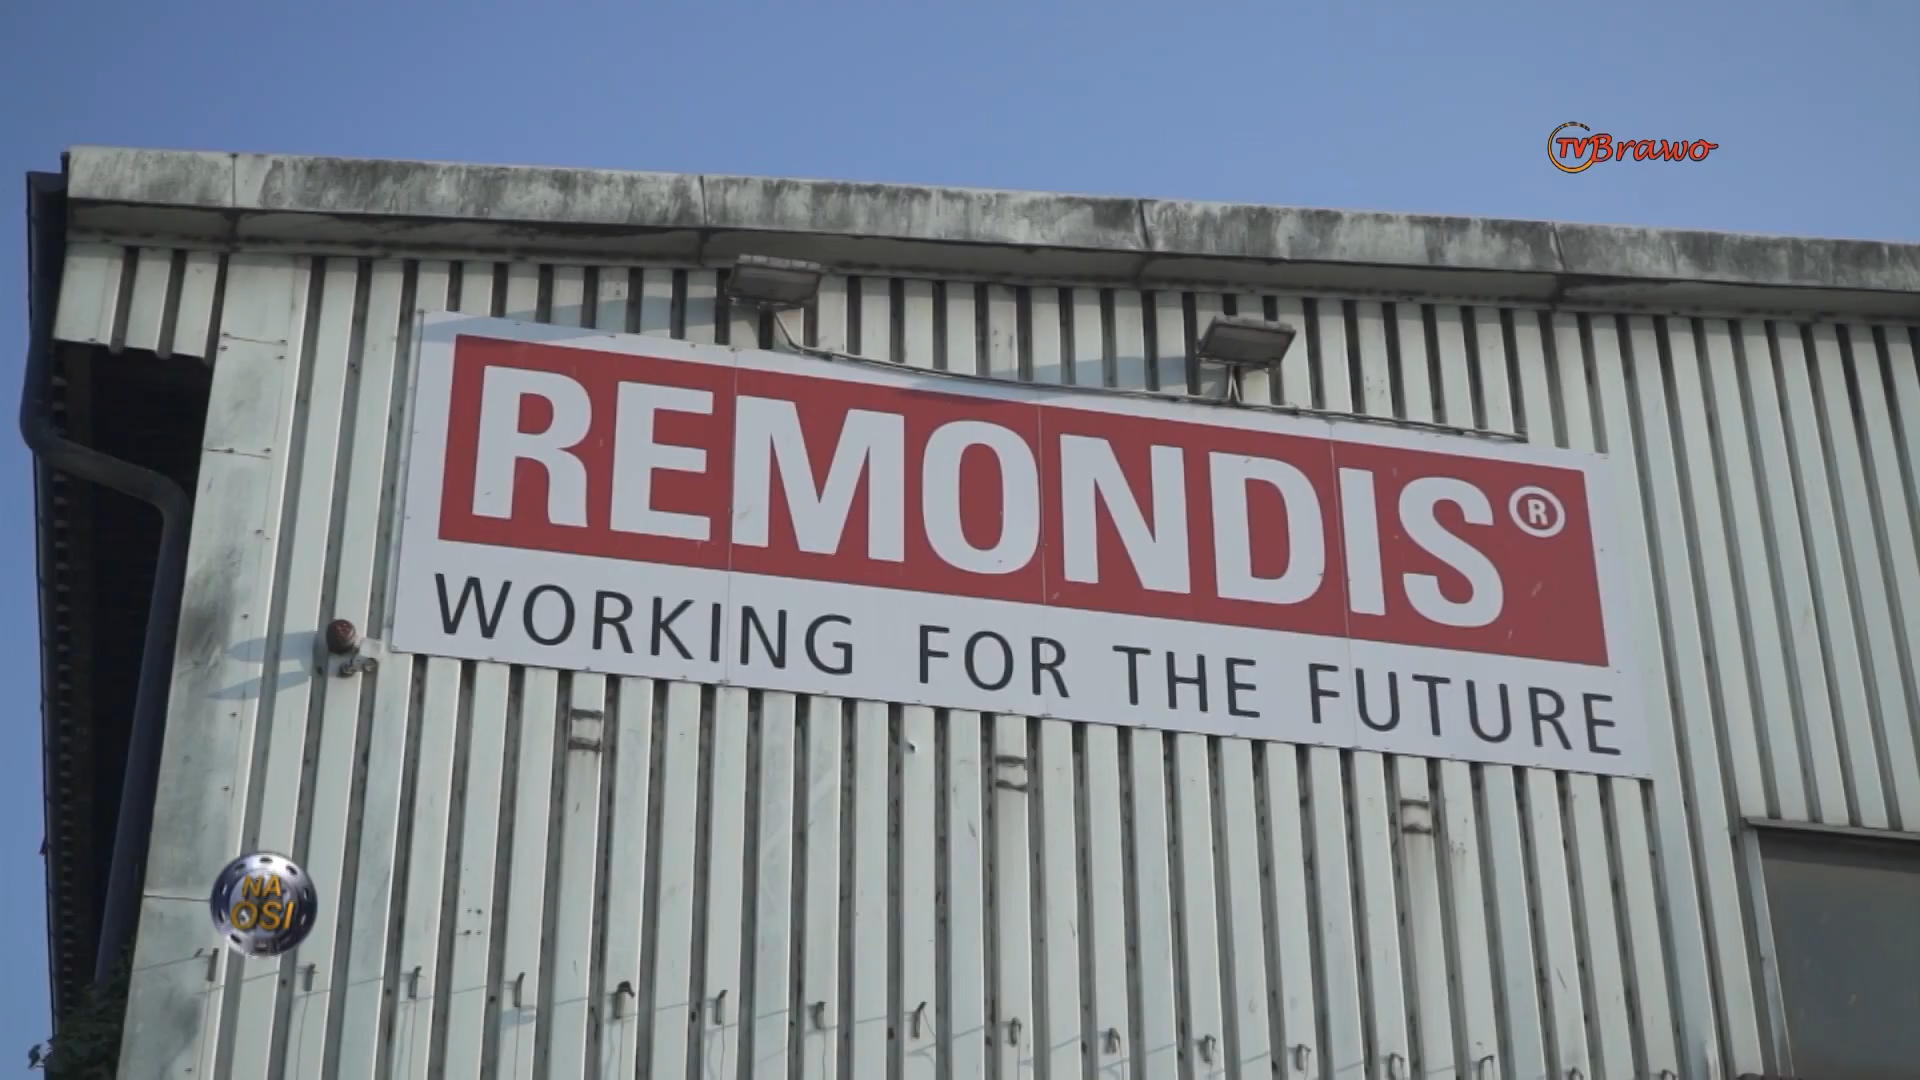 TVBrawo
REMONDIS®
WORKING FOR THE FUTURE
NA
OSI